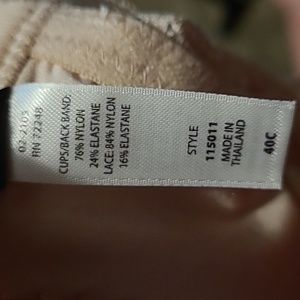 02-2105
RN 72248
CUPS/BACK BAND:
76% NYLON
24% ELASTANE
LACE: 84% NYLON
16% ELASTANE
STYLE
115011
MADE IN
THAILAND
40C